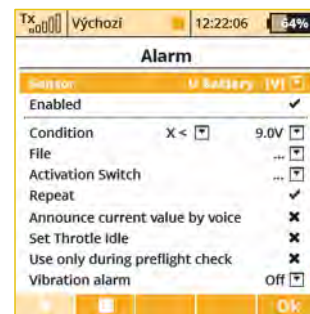 Tx Výchozí 12:22:06 64%
Alarm
Sensor U Battery [V]
Enabled ✔
Condition X < 9.0V
File ...
Activation Switch ...
Repeat ✔
Announce current value by voice ✖
Set Throtle Idle ✖
Use only during preflight check ✖
Vibration alarm Off
Ok